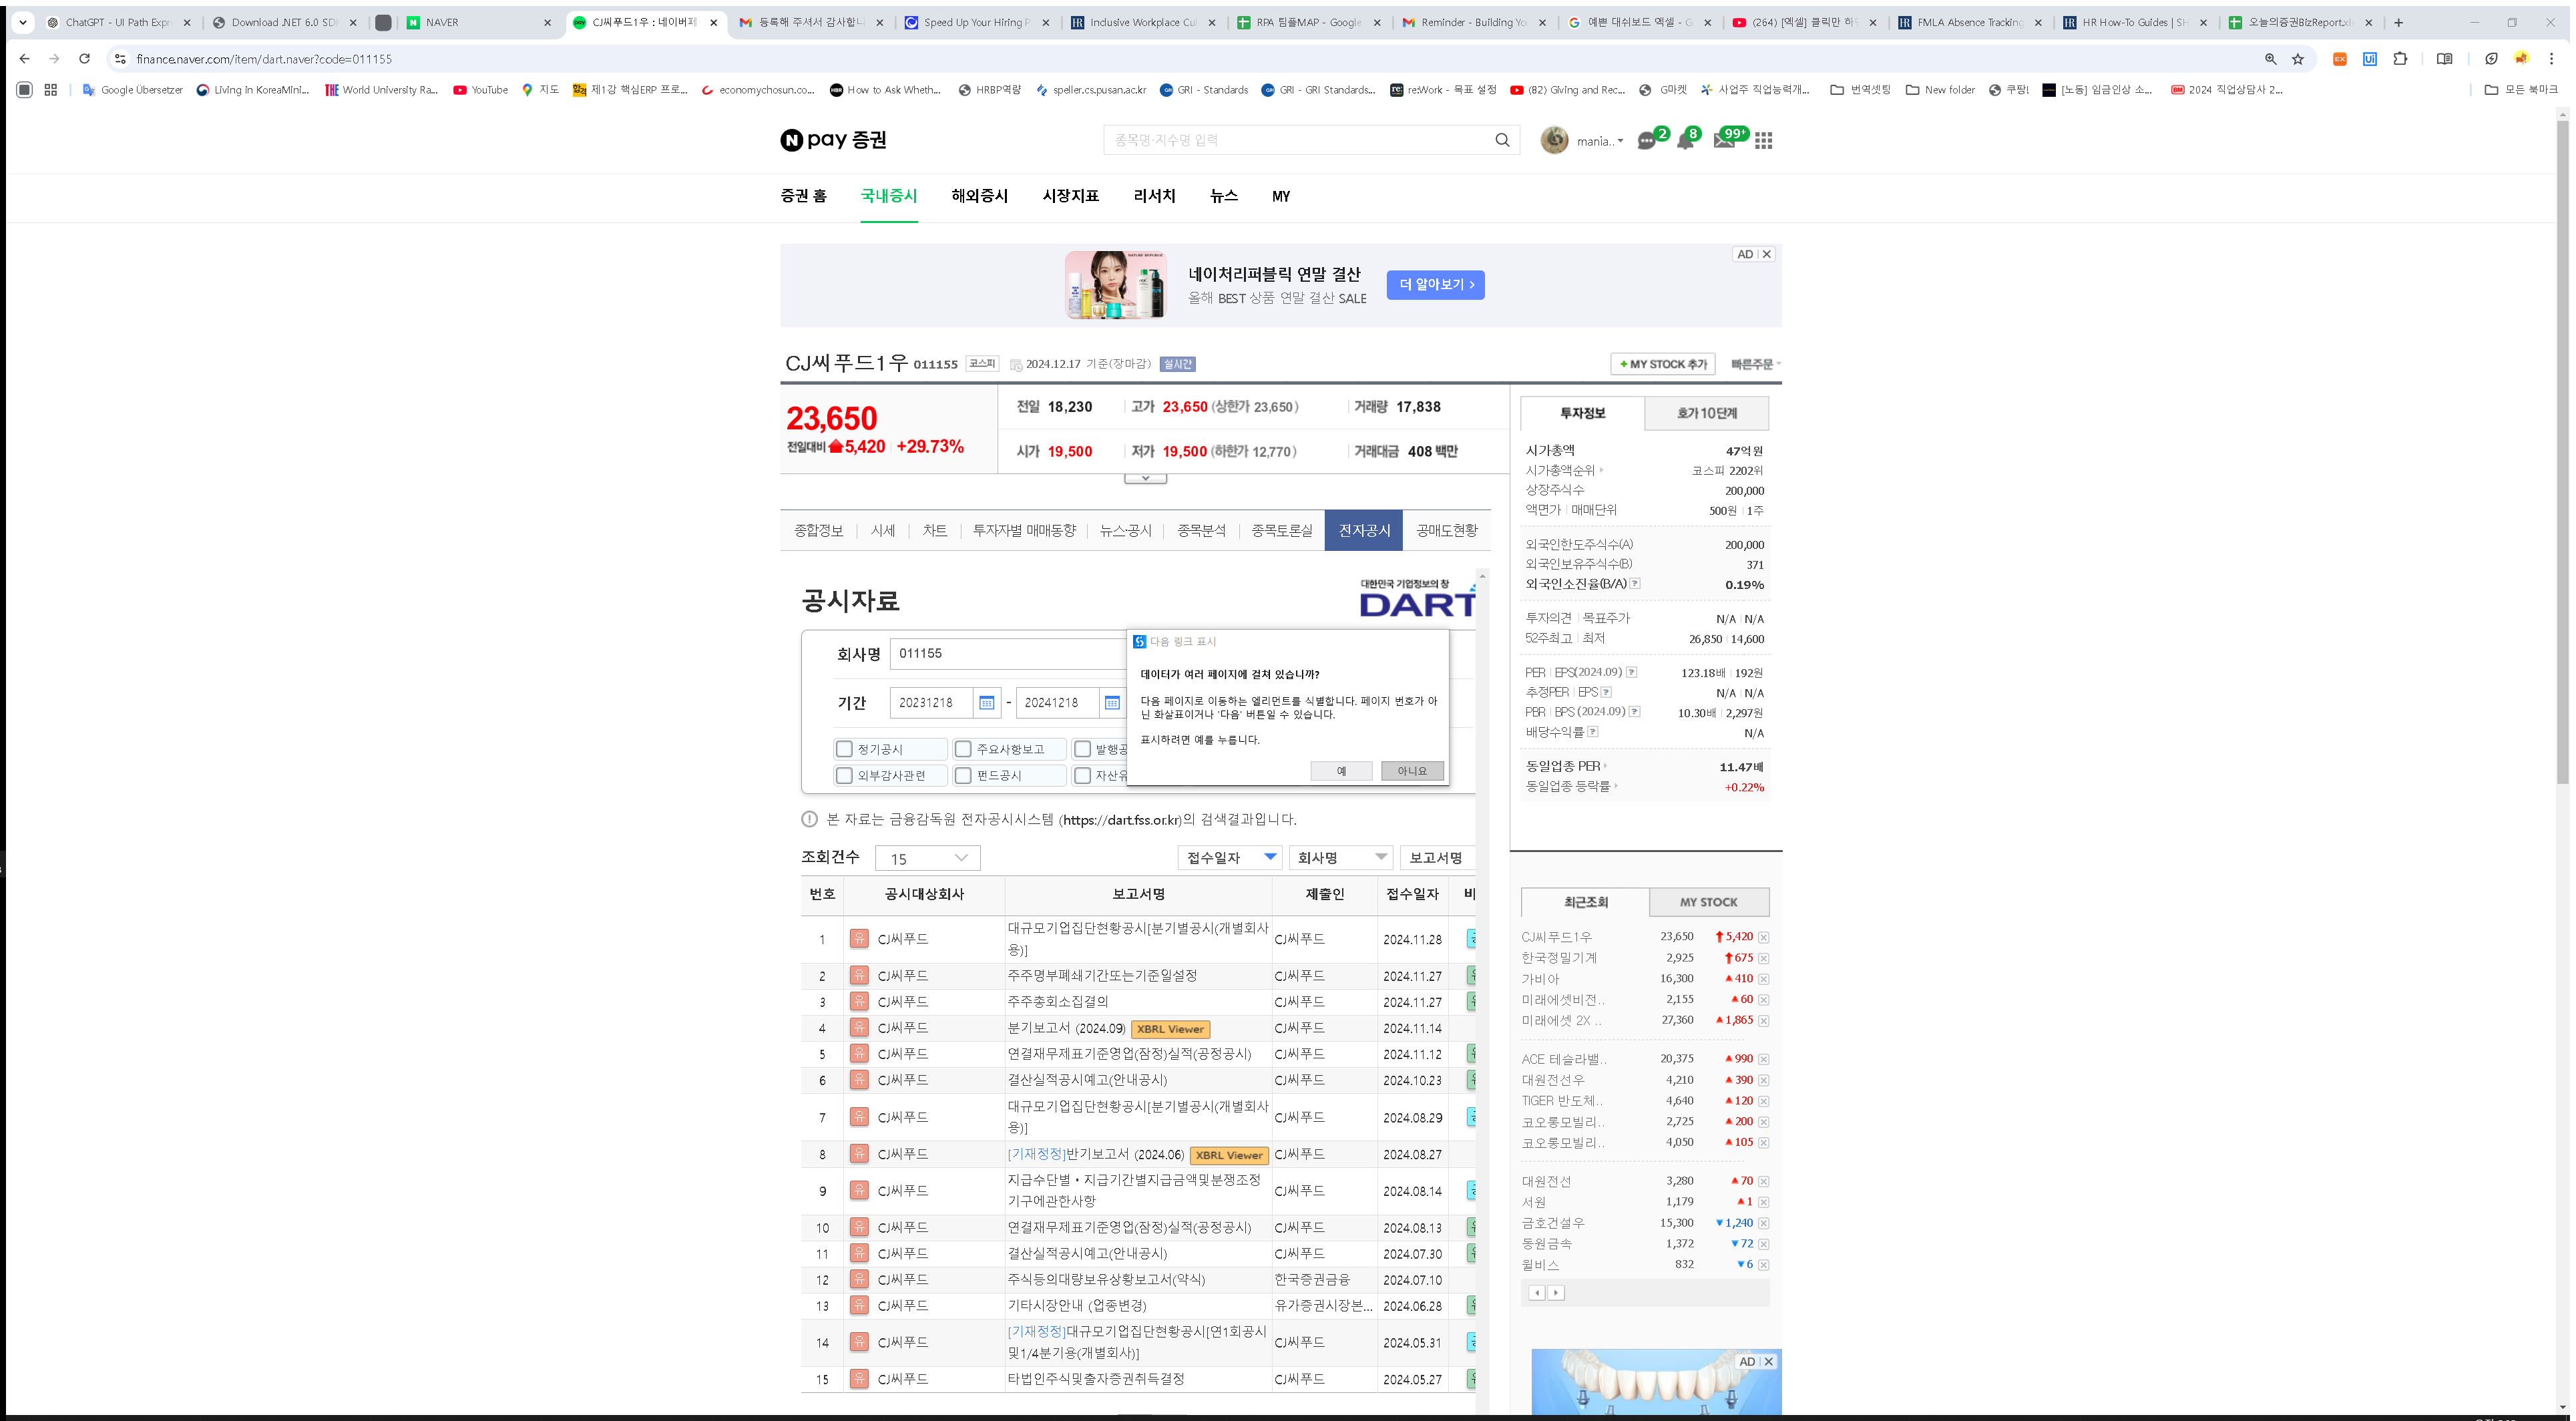 ChatGPT - UI Path Expr
Download .NET 6.0 SDK
NAVER
CJ씨푸드1우 : 네이버페
등록해 주셔서 감사합니
Speed Up Your Hiring P
Inclusive Workplace Cul
RPA 팀플MAP - Google
Reminder - Building Yo
예쁜 대쉬보드 엑셀 - G
(264) [엑셀] 클릭만 하
FMLA Absence Tracking
HR How-To Guides | SH
오늘의증권BizReport.xls
finance.naver.com/item/dart.naver?code=011155
Google Übersetzer
Living in KoreaMini...
World University Ra...
YouTube
지도
제1강 핵심ERP 프로...
economychosun.co...
How to Ask Wheth...
HRBP역량
speller.cs.pusan.ac.kr
GRI - Standards
GRI - GRI Standards...
re:Work - 목표 설정
(82) Giving and Rec...
G마켓
사업주 직업능력개...
번역셋팅
New folder
쿠팡!
[노동] 임금인상 소...
2024 직업상담사 2...
모든 북마크
N pay 증권
종목명·지수명 입력
mania..
2
8
99+
증권 홈 국내증시 해외증시 시장지표 리서치 뉴스 MY
AD
네이처리퍼블릭 연말 결산
올해 BEST 상품 연말 결산 SALE
더 알아보기
CJ씨푸드1우 011155 코스피 2024.12.17 기준(장마감) 실시간
+ MY STOCK 추가 빠른주문
23,650
전일대비 5,420 +29.73%
전일 18,230 고가 23,650 (상한가 23,650) 거래량 17,838
시가 19,500 저가 19,500 (하한가 12,770) 거래대금 408 백만
종합정보 시세 차트 투자자별 매매동향 뉴스·공시 종목분석 종목토론실 전자공시 공매도현황
공시자료
대한민국 기업정보의 창
DART
회사명 011155
기간 20231218 - 20241218
정기공시 주요사항보고 발행공
외부감사관련 펀드공시 자산유
다음 링크 표시
데이터가 여러 페이지에 걸쳐 있습니까?
다음 페이지로 이동하는 엘리먼트를 식별합니다. 페이지 번호가 아
닌 화살표이거나 '다음' 버튼일 수 있습니다.
표시하려면 예를 누릅니다.
예 아니요
본 자료는 금융감독원 전자공시시스템 (https://dart.fss.or.kr)의 검색결과입니다.
조회건수 15 접수일자 회사명 보고서명
번호 공시대상회사 보고서명 제출인 접수일자 비
1 유 CJ씨푸드 대규모기업집단현황공시[분기별공시(개별회사
용)] CJ씨푸드 2024.11.28
2 유 CJ씨푸드 주주명부폐쇄기간또는기준일설정 CJ씨푸드 2024.11.27
3 유 CJ씨푸드 주주총회소집결의 CJ씨푸드 2024.11.27
4 유 CJ씨푸드 분기보고서 (2024.09) XBRL Viewer CJ씨푸드 2024.11.14
5 유 CJ씨푸드 연결재무제표기준영업(잠정)실적(공정공시) CJ씨푸드 2024.11.12
6 유 CJ씨푸드 결산실적공시예고(안내공시) CJ씨푸드 2024.10.23
7 유 CJ씨푸드 대규모기업집단현황공시[분기별공시(개별회사
용)] CJ씨푸드 2024.08.29
8 유 CJ씨푸드 [기재정정]반기보고서 (2024.06) XBRL Viewer CJ씨푸드 2024.08.27
9 유 CJ씨푸드 지급수단별・지급기간별지급금액및분쟁조정
기구에관한사항 CJ씨푸드 2024.08.14
10 유 CJ씨푸드 연결재무제표기준영업(잠정)실적(공정공시) CJ씨푸드 2024.08.13
11 유 CJ씨푸드 결산실적공시예고(안내공시) CJ씨푸드 2024.07.30
12 유 CJ씨푸드 주식등의대량보유상황보고서(약식) 한국증권금융 2024.07.10
13 유 CJ씨푸드 기타시장안내 (업종변경) 유가증권시장본... 2024.06.28
14 유 CJ씨푸드 [기재정정]대규모기업집단현황공시[연1회공시
및1/4분기용(개별회사)] CJ씨푸드 2024.05.31
15 유 CJ씨푸드 타법인주식및출자증권취득결정 CJ씨푸드 2024.05.27
투자정보 호가 10단계
시가총액 47억원
시가총액순위 코스피 2202위
상장주식수 200,000
액면가 매매단위 500원 1주
외국인한도주식수(A) 200,000
외국인보유주식수(B) 371
외국인소진율(B/A) ? 0.19%
투자의견 목표주가 N/A N/A
52주최고 최저 26,850 14,600
PER EPS(2024.09) ? 123.18배 192원
추정PER EPS ? N/A N/A
PBR BPS (2024.09) ? 10.30배 2,297원
배당수익률 ? N/A
동일업종 PER 11.47배
동일업종 등락률 +0.22%
최근조회 MY STOCK
CJ씨푸드1우 23,650 5,420
한국정밀기계 2,925 675
가비아 16,300 410
미래에셋비전.. 2,155 60
미래에셋 2X .. 27,360 1,865
ACE 테슬라밸.. 20,375 990
대원전선우 4,210 390
TIGER 반도체.. 4,640 120
코오롱모빌리.. 2,725 200
코오롱모빌리.. 4,050 105
대원전선 3,280 70
서원 1,179 1
금호건설우 15,300 1,240
동원금속 1,372 72
윌비스 832 6
AD